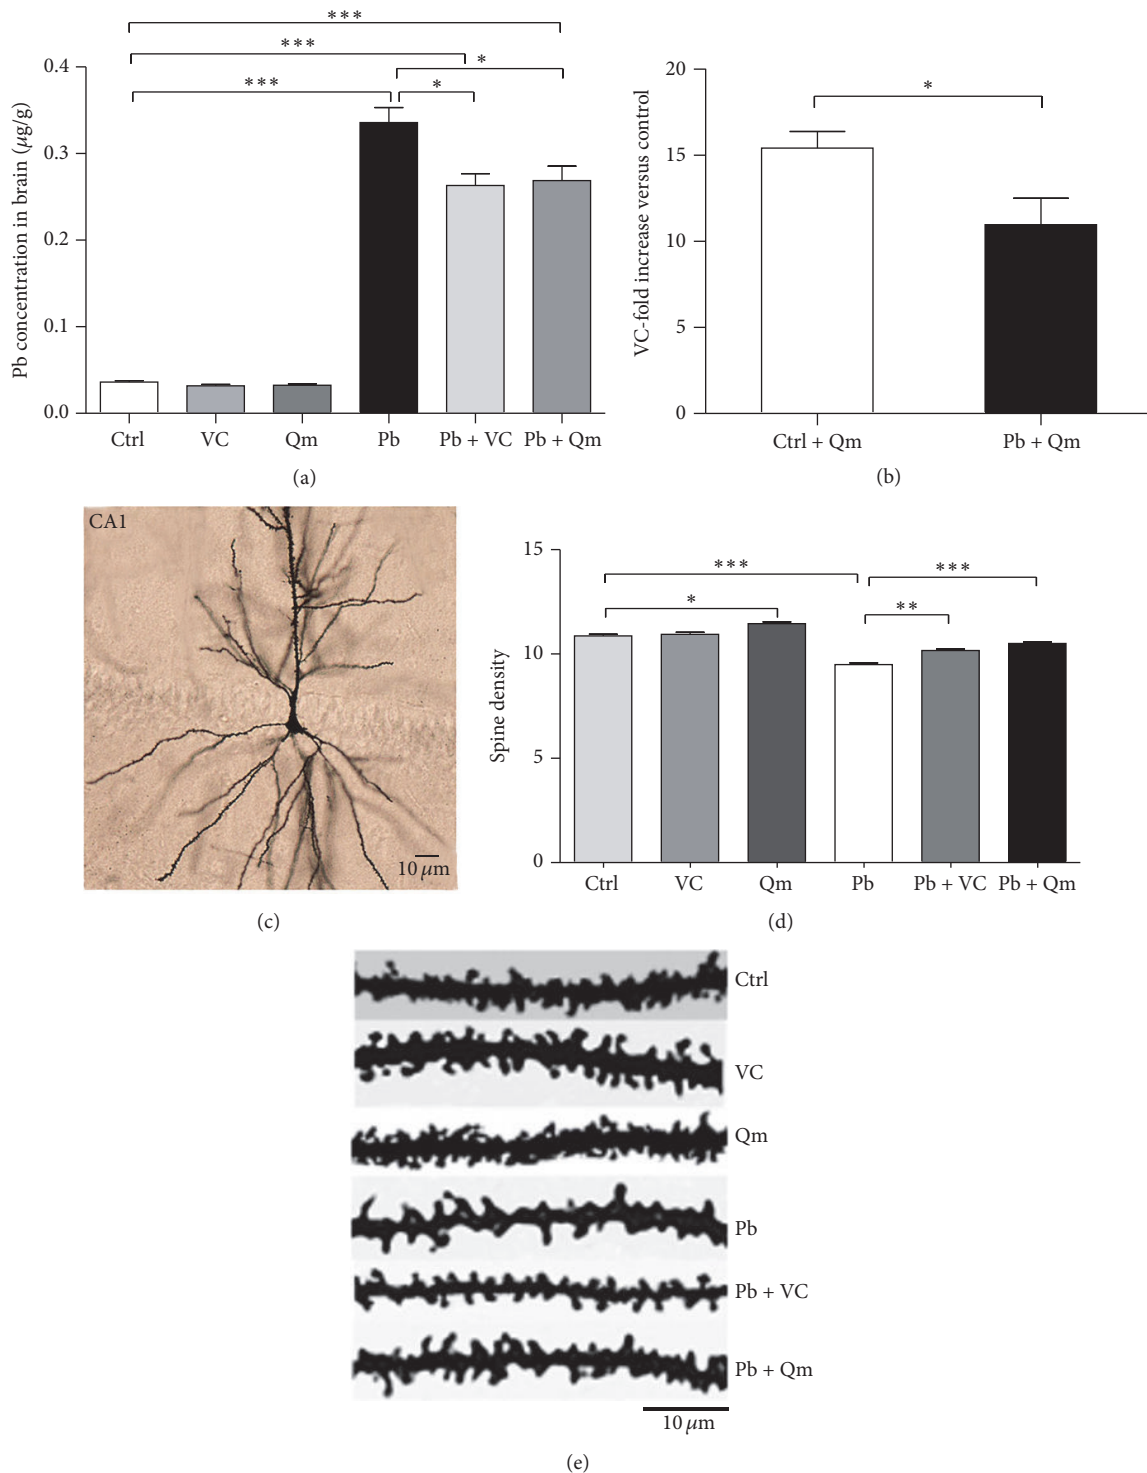 ***
***
***
*
*
0.4
0.3
0.2
0.1
0.0
Pb concentration in brain (μg/g)
Ctrl VC Qm Pb Pb + VC Pb + Qm
(a)
*
20
15
10
5
0
VC-fold increase versus control
Ctrl + Qm Pb + Qm
(b)
CA1
10 μm
(c)
***
***
*
**
15
10
5
0
Spine density
Ctrl VC Qm Pb Pb + VC Pb + Qm
(d)
Ctrl
VC
Qm
Pb
Pb + VC
Pb + Qm
10 μm
(e)